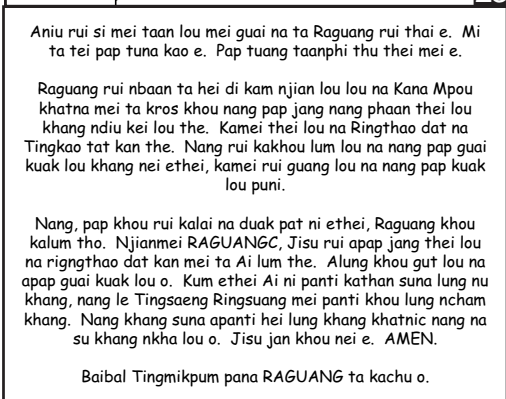 Aniu rui si mei taan lou mei guai na ta Raguang rui thai e. Mi
ta tei pap tuna kao e. Pap tuang taanphi thu thei mei e.
Raguang rui nbaan ta hei di kam njian lou lou na Kana Mpou
khatna mei ta kros khou nang pap jang nang phaan thei lou
khang ndiu kei lou the. Kamei thei lou na Ringthao dat na
Tingkao tat kan the. Nang rui kakhou lum lou na nang pap guai
kuak lou khang nei ethei, kamei rui guang lou na nang pap kuak
lou puni.
Nang, pap khou rui kalai na duak pat ni ethei, Raguang khou
kalum tho. Njianmei RAGUANGC, Jisu rui apap jang thei lou
na rigngthao dat kan mei ta Ai lum the. Alung khou gut lou na
apap guai kuak lou o. Kum ethei Ai ni panti kathan suna lung nu
khang, nang le Tingsaeng Ringsuang mei panti khou lung ncham
khang. Nang khang suna apanti hei lung khang khatnic nang na
su khang nkha lou o. Jisu jan khou nei e. AMEN.
Baibal Tingmikpum pana RAGUANG ta kachu o.